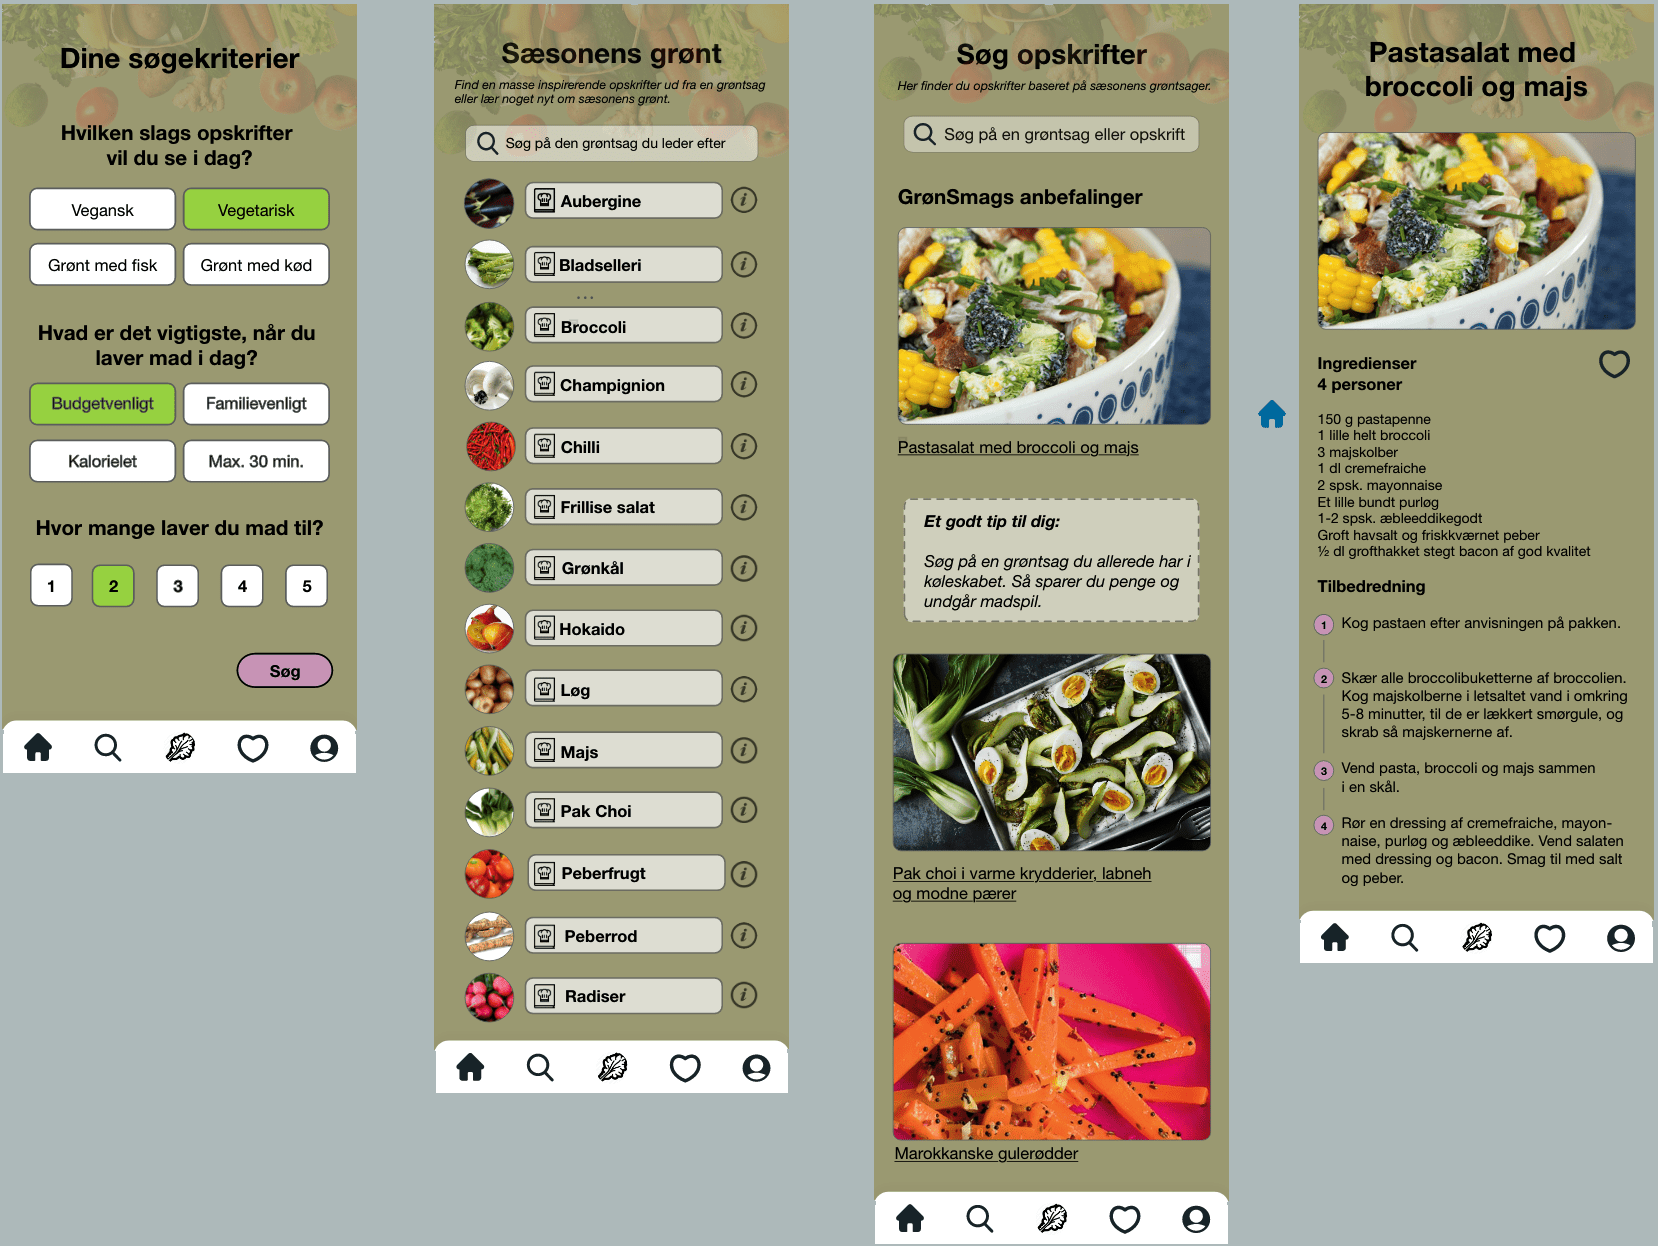 Dine søgekriterier
Hvilken slags opskrifter
vil du se i dag?
Vegansk
Vegetarisk
Grønt med fisk
Grønt med kød
Hvad er det vigtigste, når du
laver mad i dag?
Budgetvenligt
Familievenligt
Kalorielet
Max. 30 min.
Hvor mange laver du mad til?
1
2
3
4
5
Søg
Sæsonens grønt
Find en masse inspirerende opskrifter ud fra en grøntsag
eller lær noget nyt om sæsonens grønt.
Søg på den grøntsag du leder efter
Aubergine
i
Bladselleri
i
...
Broccoli
i
Champignion
i
Chilli
i
Frillise salat
i
Grønkål
i
Hokaido
i
Løg
i
Majs
i
Pak Choi
i
Peberfrugt
i
Peberrod
i
Radiser
i
Søg opskrifter
Her finder du opskrifter baseret på sæsonens grøntsager.
Søg på en grøntsag eller opskrift
GrønSmags anbefalinger
Pastasalat med broccoli og majs
Et godt tip til dig:
Søg på en grøntsag du allerede har i
køleskabet. Så sparer du penge og
undgår madspil.
Pak choi i varme krydderier, labneh
og modne pærer
Marokkanske gulerødder
Pastasalat med
broccoli og majs
Ingredienser
4 personer
150 g pastapenne
1 lille helt broccoli
3 majskolber
1 dl cremefraiche
2 spsk. mayonnaise
Et lille bundt purløg
1-2 spsk. æbleeddikegodt
Groft havsalt og friskkværnet peber
½ dl grofthakket stegt bacon af god kvalitet
Tilbedredning
1 Kog pastaen efter anvisningen på pakken.
2 Skær alle broccolibuketterne af broccolien.
Kog majskolberne i letsaltet vand i omkring
5-8 minutter, til de er lækkert smørgule, og
skrab så majskernerne af.
3 Vend pasta, broccoli og majs sammen
i en skål.
4 Rør en dressing af cremefraiche, mayon-
naise, purløg og æbleeddike. Vend salaten
med dressing og bacon. Smag til med salt
og peber.